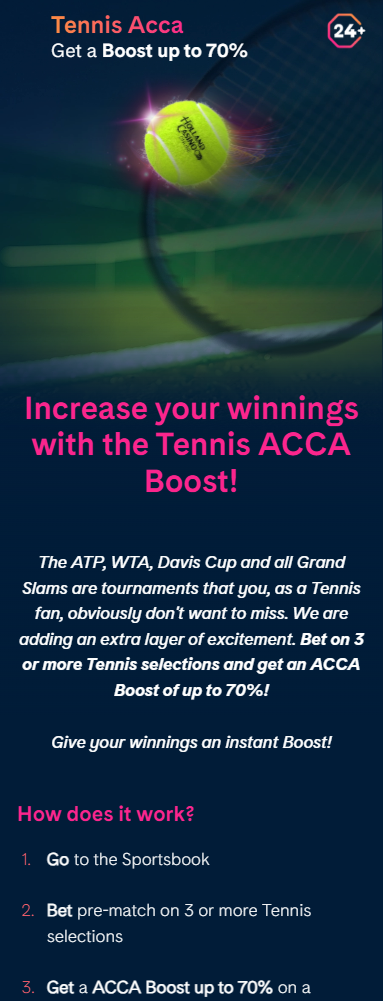 Tennis Acca
Get a Boost up to 70%
24+
HOLLAND
CASINO
Increase your winnings
with the Tennis ACCA
Boost!
The ATP, WTA, Davis Cup and all Grand
Slams are tournaments that you, as a Tennis
fan, obviously don't want to miss. We are
adding an extra layer of excitement. Bet on 3
or more Tennis selections and get an ACCA
Boost of up to 70%!
Give your winnings an instant Boost!
How does it work?
1. Go to the Sportsbook
2. Bet pre-match on 3 or more Tennis
selections
3. Get a ACCA Boost up to 70% on a